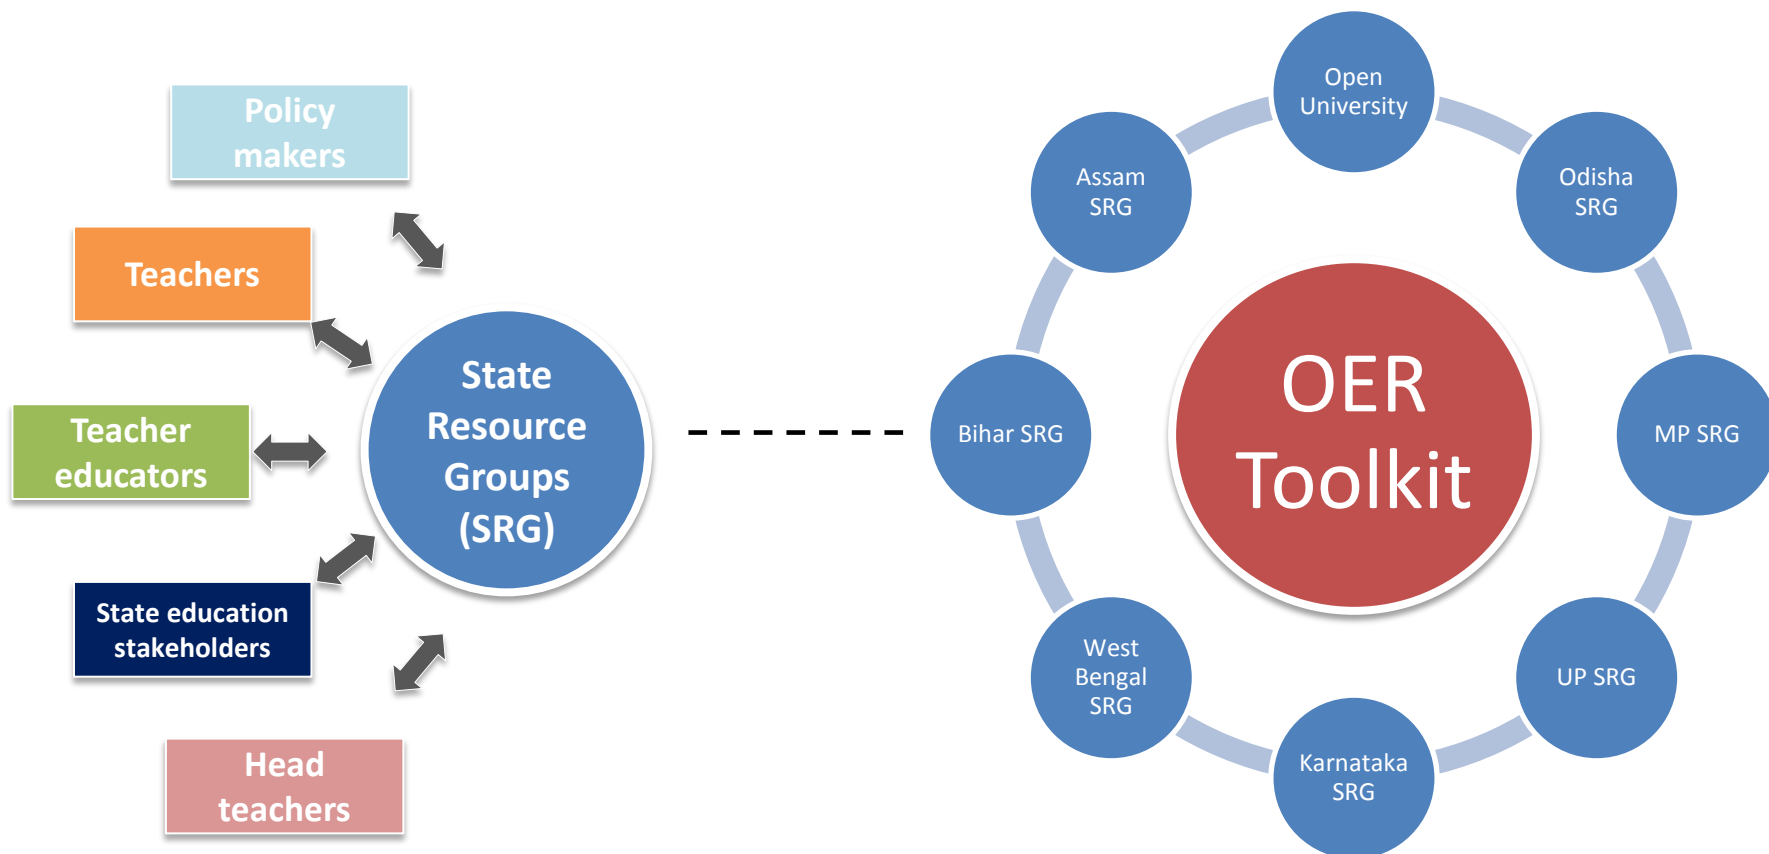 Policy
makers
Teachers
Teacher
educators
State education
stakeholders
Head
teachers
State
Resource
Groups
(SRG)
Open
University
Odisha
SRG
MP SRG
UP SRG
Karnataka
SRG
West
Bengal
SRG
Bihar SRG
Assam
SRG
OER
Toolkit